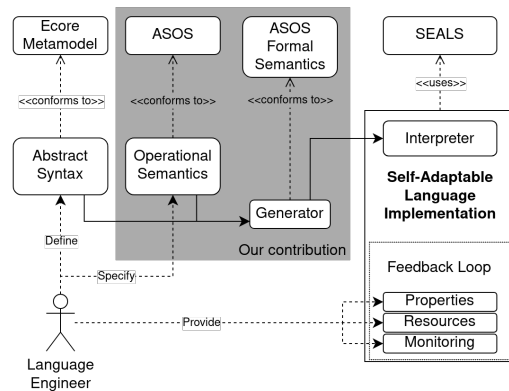 Ecore
Metamodel
ASOS
ASOS
Formal
Semantics
SEALS
<<conforms to>>
<<conforms to>>
<<conforms to>>
<<uses>>
Abstract
Syntax
Operational
Semantics
Generator
Interpreter
Self-Adaptable
Language
Implementation
Our contribution
Define
Specify
Feedback Loop
Properties
Resources
Monitoring
Provide
Language
Engineer